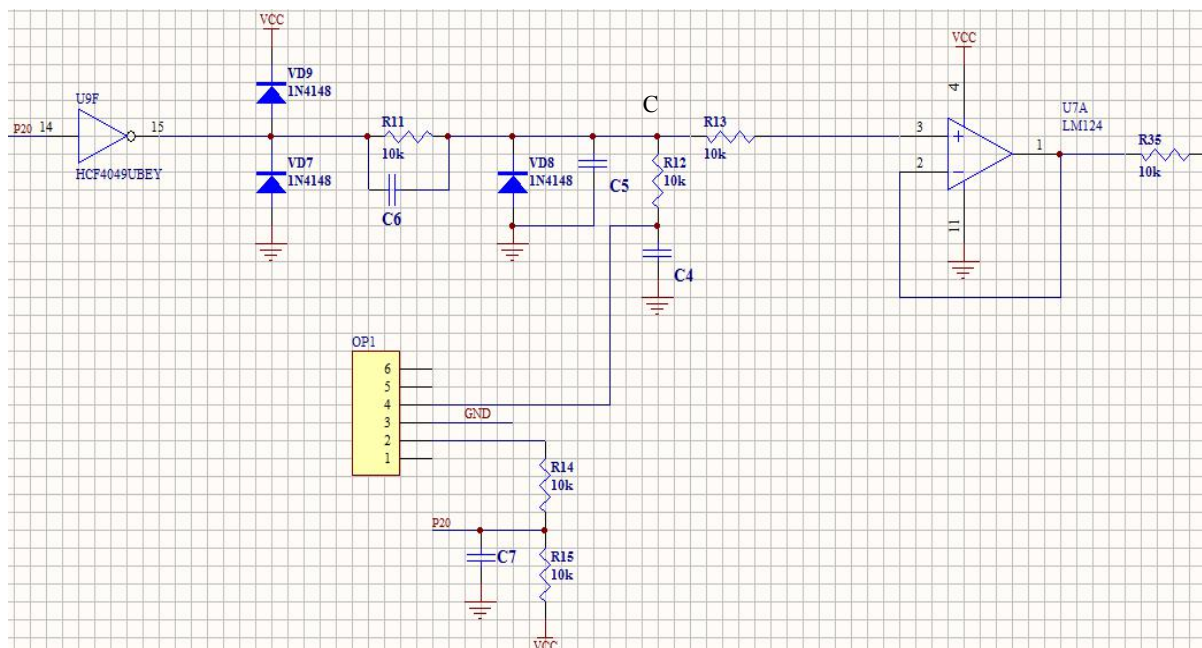 VCC
VD9
1N4148
U9F
P20 14 15
HCF4049UBEY
VD7
1N4148
R11
10k
C6
VD8
1N4148
C5
C
R12
10k
C4
R13
10k
VCC
4
U7A
LM124
3
2
1
11
R35
10k
OP1
6
5
4
3
2
1
GND
R14
10k
P20
C7
R15
10k
VCC